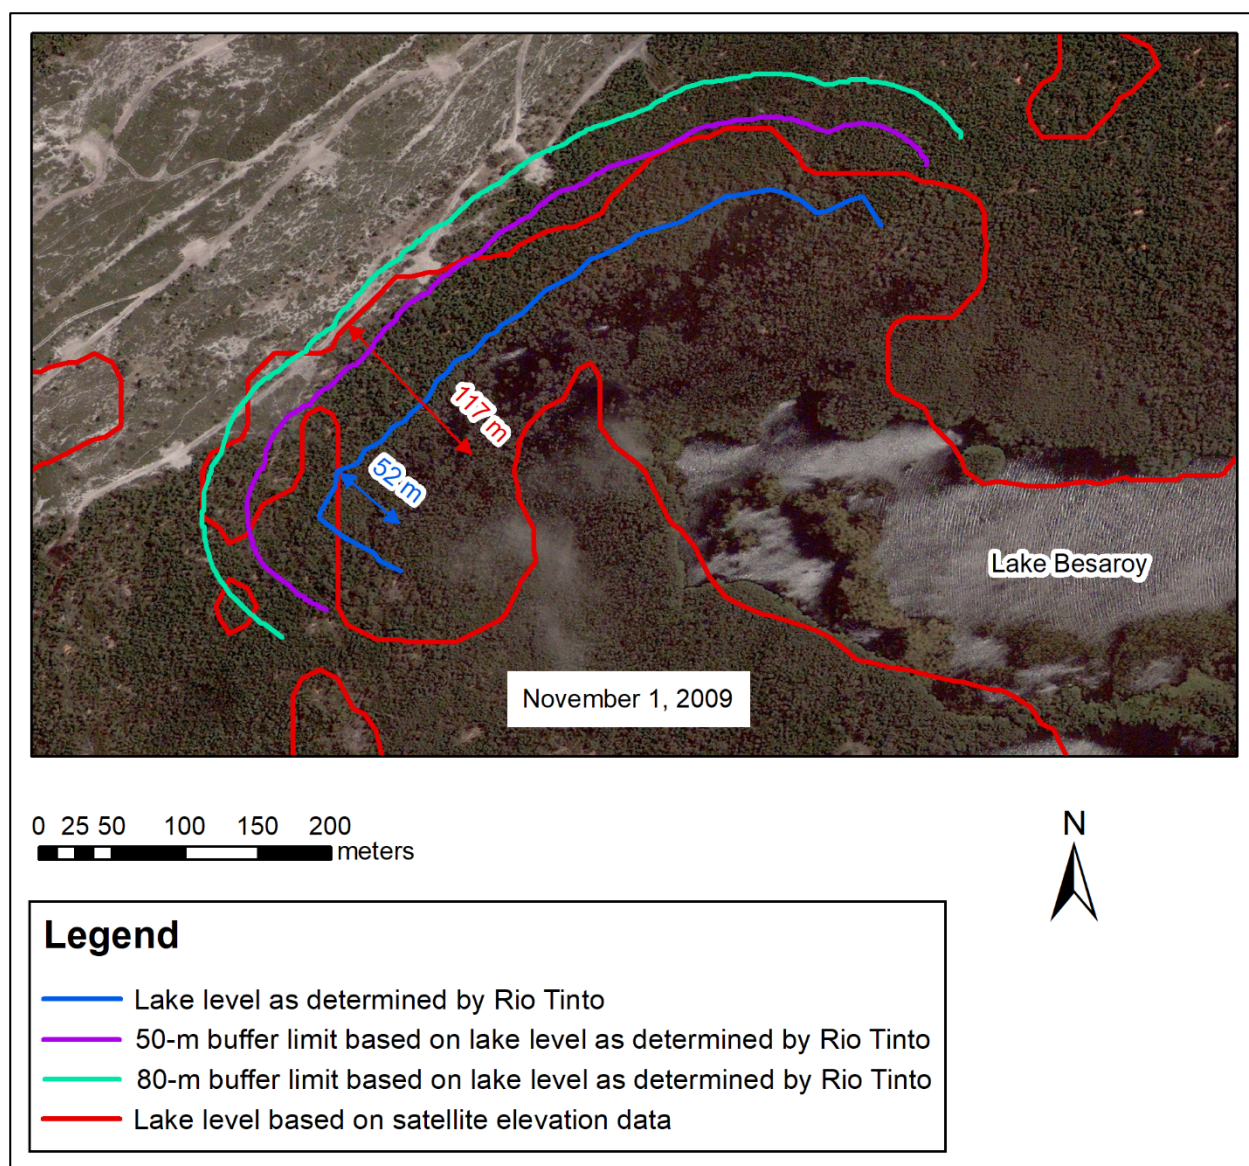 117 m
52 m
Lake Besaroy
November 1, 2009
0 25 50 100 150 200
meters
N
Legend
Lake level as determined by Rio Tinto
50-m buffer limit based on lake level as determined by Rio Tinto
80-m buffer limit based on lake level as determined by Rio Tinto
Lake level based on satellite elevation data